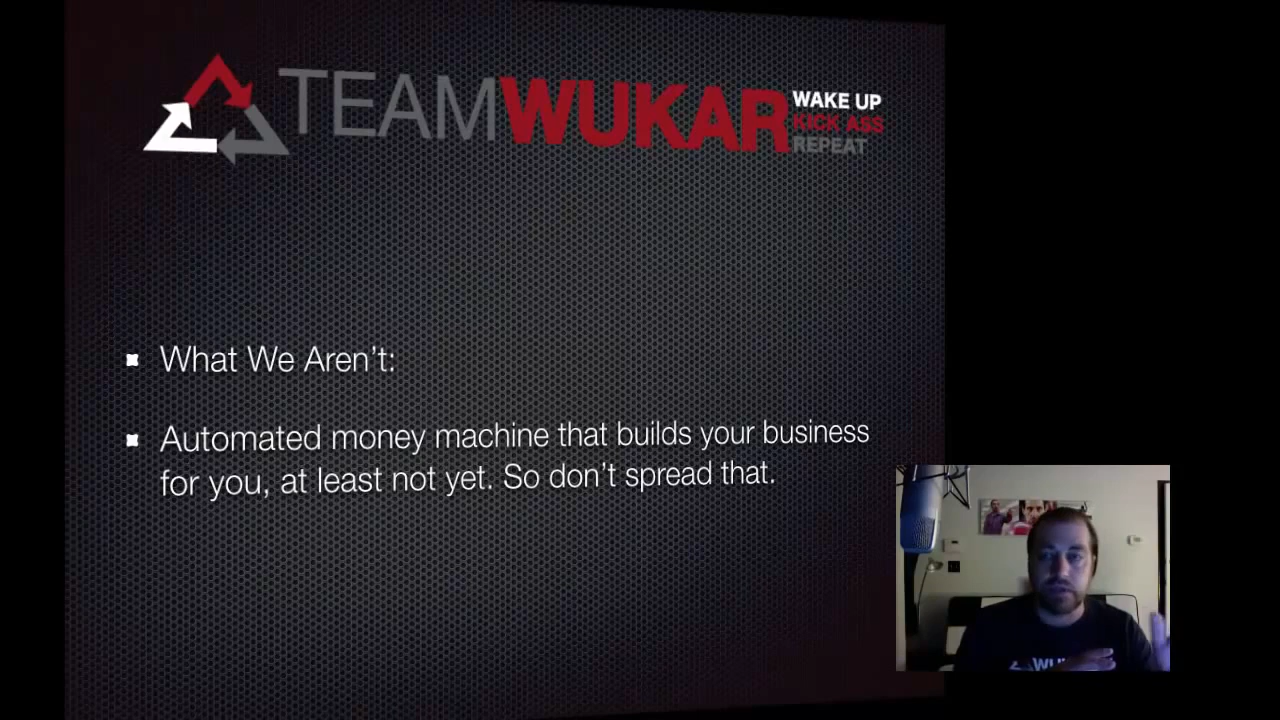 TEAMWUKAR
WAKE UP
KICK ASS
REPEAT
What We Aren't:
Automated money machine that builds your business
for you, at least not yet. So don't spread that.
WUK